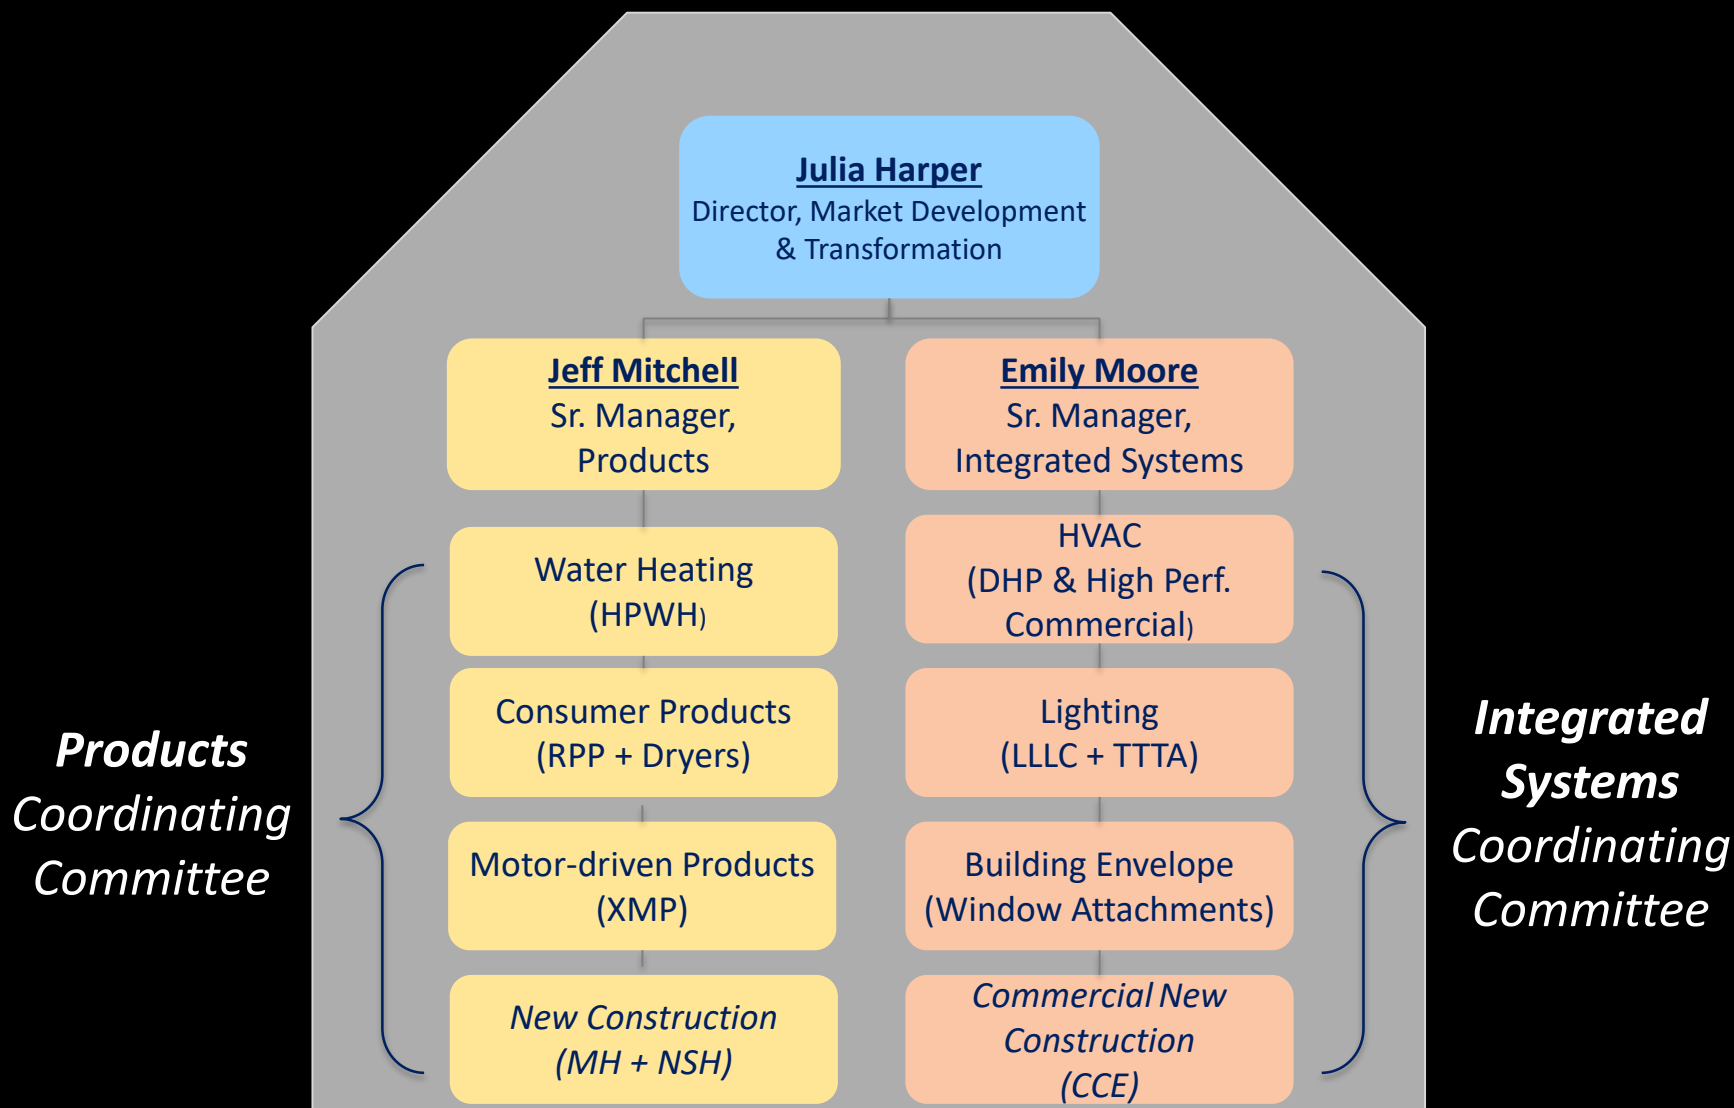 Julia Harper
Director, Market Development
& Transformation
Jeff Mitchell
Sr. Manager,
Products
Emily Moore
Sr. Manager,
Integrated Systems
Water Heating
(HPWH)
Consumer Products
(RPP + Dryers)
Motor-driven Products
(XMP)
New Construction
(MH + NSH)
HVAC
(DHP & High Perf.
Commercial)
Lighting
(LLLC + TTTA)
Building Envelope
(Window Attachments)
Commercial New
Construction
(CCE)
Products
Coordinating
Committee
Integrated
Systems
Coordinating
Committee